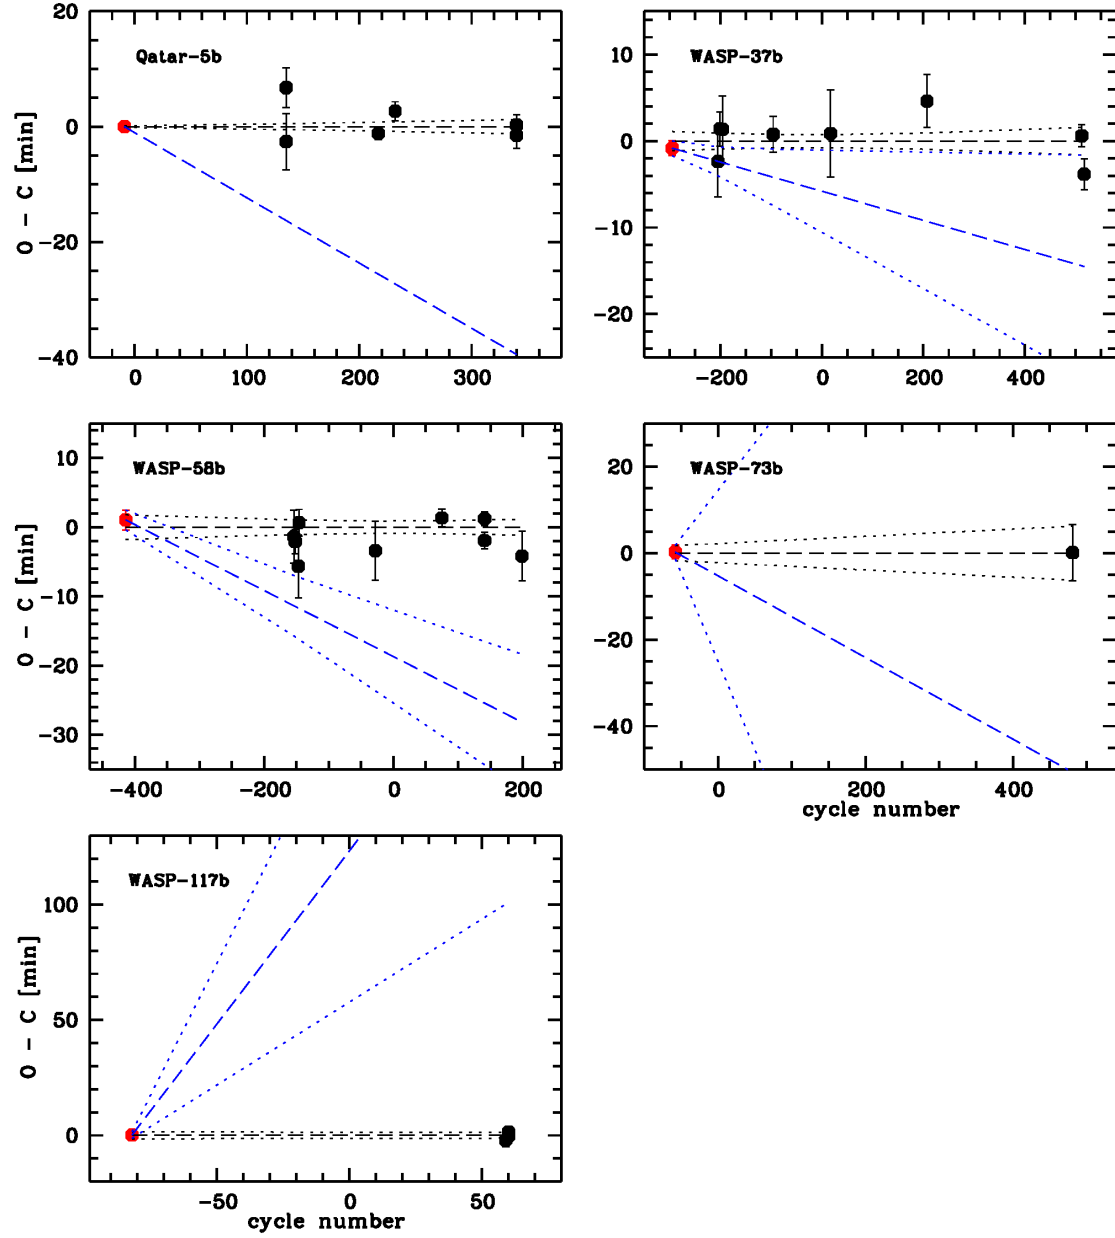 20
Qatar-5b
0
-20
-40
0 100 200 300
O - C [min]
10
WASP-37b
0
-10
-20
-200 0 200 400
10
WASP-58b
0
-10
-20
-30
-400 -200 0 200
O - C [min]
20
WASP-73b
0
-20
-40
0 200 400
cycle number
100
WASP-117b
50
0
-50 0 50
O - C [min]
cycle number